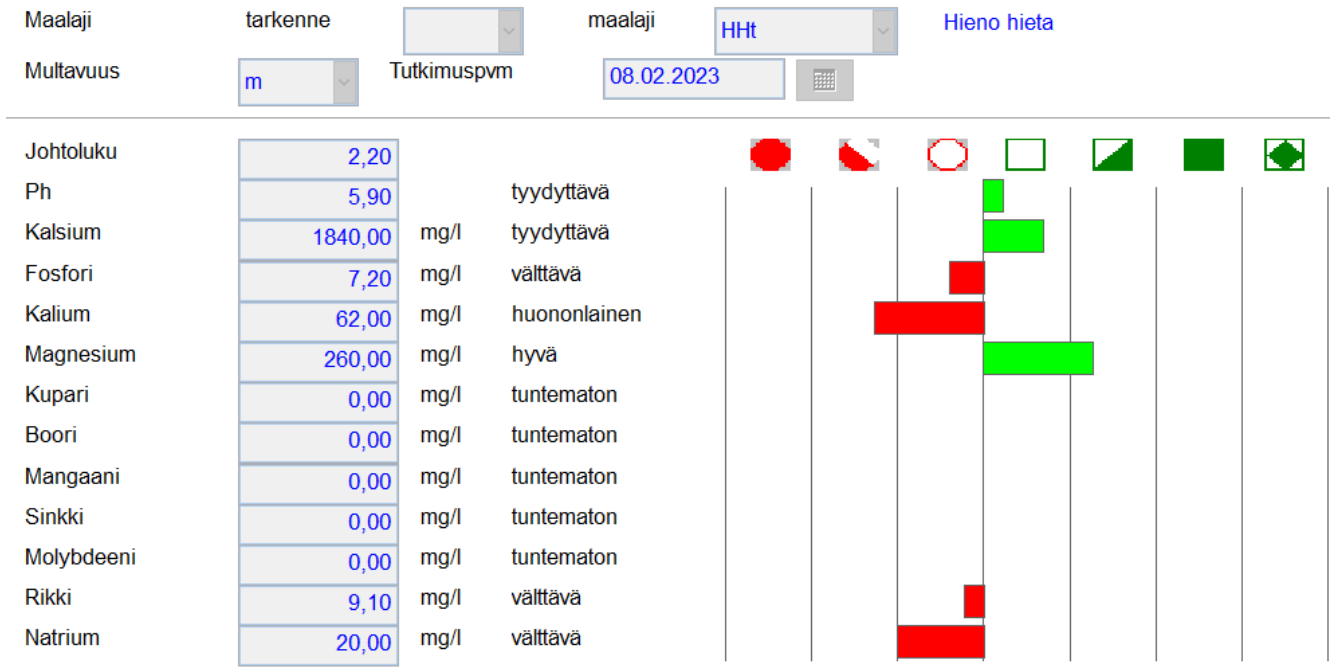 Maalaji tarkenne maalaji HHt Hieno hieta
Multavuus m Tutkimuspvm 08.02.2023
Johtoluku 2,20
Ph 5,90 tyydyttävä
Kalsium 1840,00 mg/l tyydyttävä
Fosfori 7,20 mg/l välttävä
Kalium 62,00 mg/l huononlainen
Magnesium 260,00 mg/l hyvä
Kupari 0,00 mg/l tuntematon
Boori 0,00 mg/l tuntematon
Mangaani 0,00 mg/l tuntematon
Sinkki 0,00 mg/l tuntematon
Molybdeeni 0,00 mg/l tuntematon
Rikki 9,10 mg/l välttävä
Natrium 20,00 mg/l välttävä